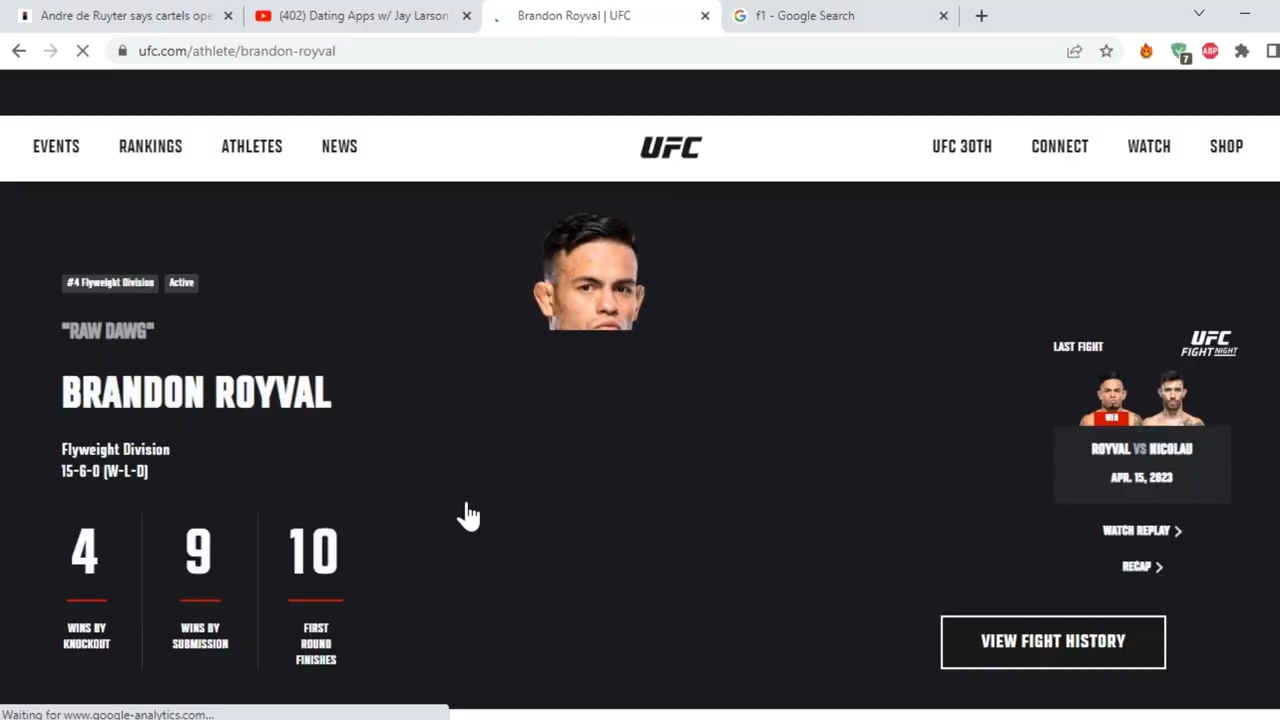 Andre de Ruyter says cartels ope
(402) Dating Apps w/ Jay Larson
Brandon Royval | UFC
f1 - Google Search
ufc.com/athlete/brandon-royval
7
ABP
EVENTS
RANKINGS
ATHLETES
NEWS
UFC
UFC 30TH
CONNECT
WATCH
SHOP
#4 Flyweight Division
Active
"RAW DAWG"
BRANDON ROYVAL
Flyweight Division
15-6-0 (W-L-D)
4
WINS BY
KNOCKOUT
9
WINS BY
SUBMISSION
10
FIRST
ROUND
FINISHES
LAST FIGHT
UFC
FIGHT NIGHT
WIN
ROYVAL VS NICOLAU
APR. 15, 2023
WATCH REPLAY
RECAP
VIEW FIGHT HISTORY
Waiting for www.google-analytics.com...